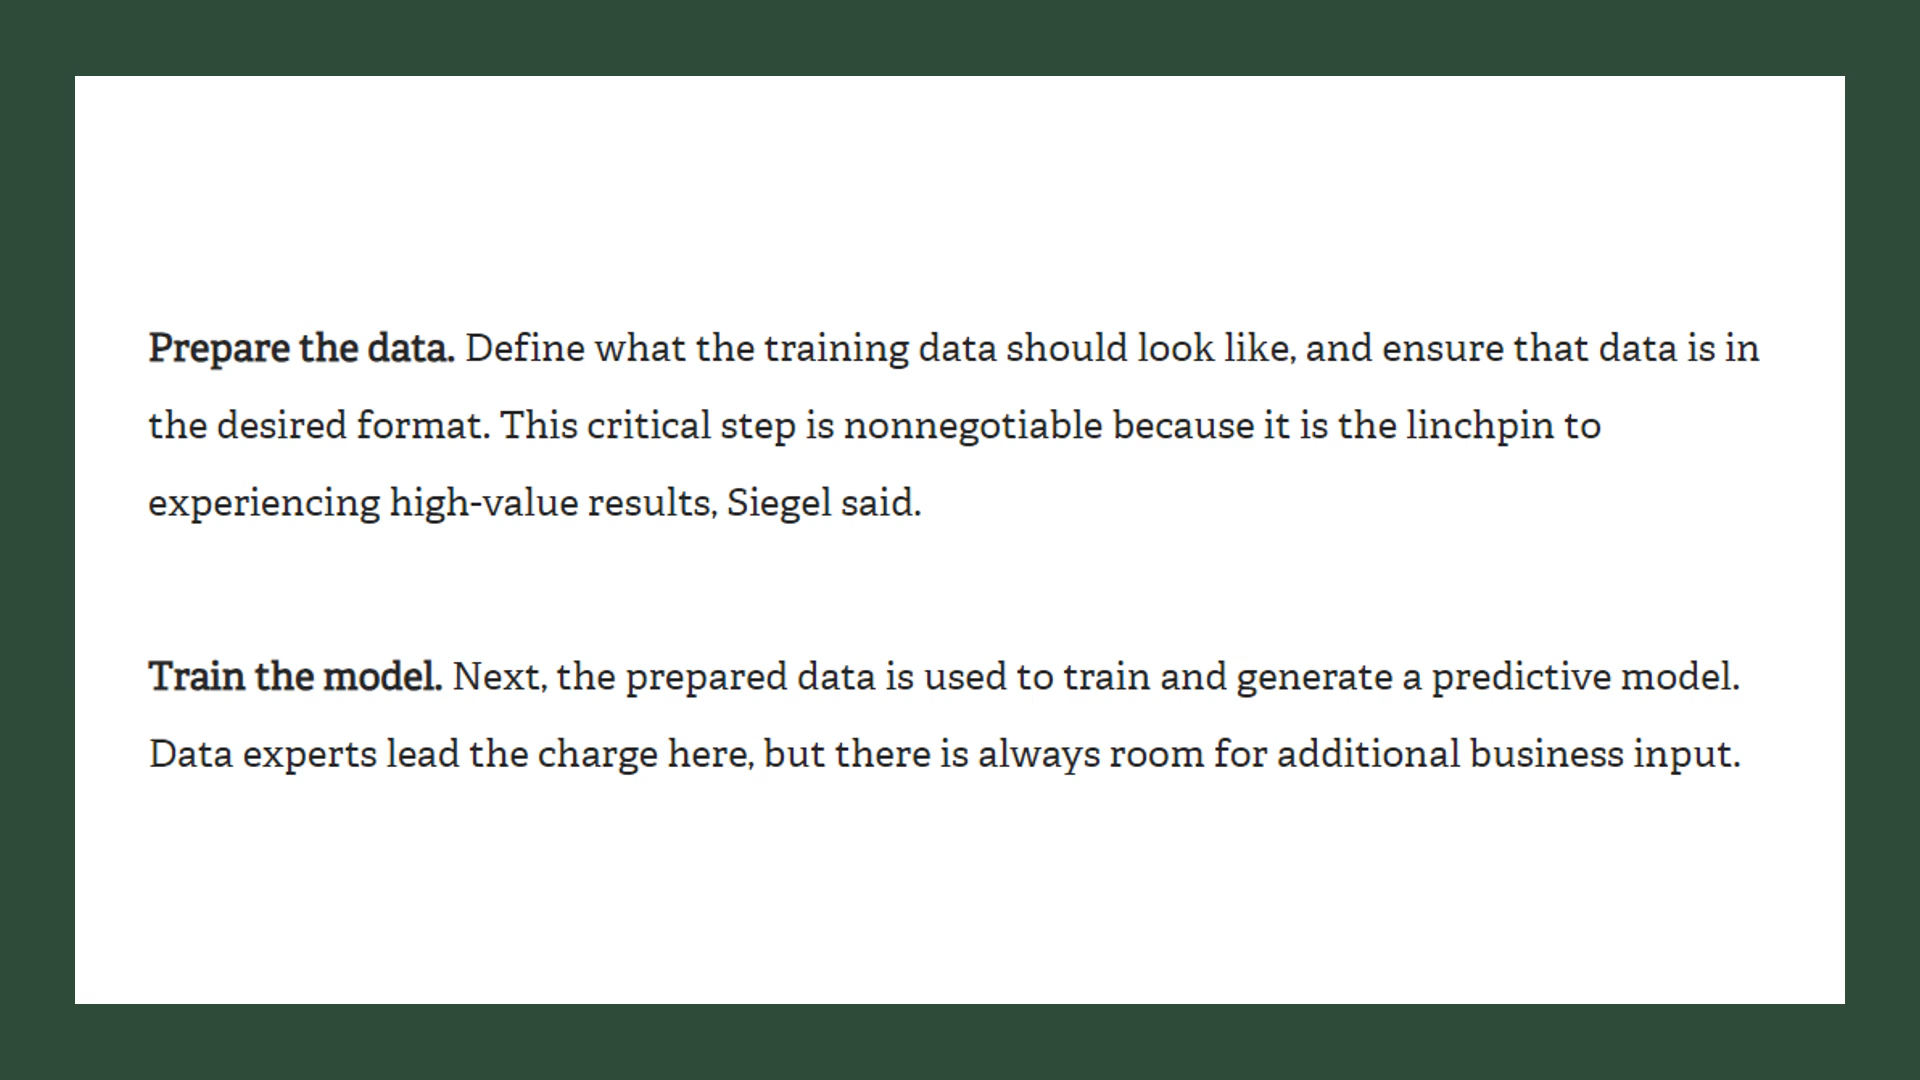 Prepare the data. Define what the training data should look like, and ensure that data is in
the desired format. This critical step is nonnegotiable because it is the linchpin to
experiencing high-value results, Siegel said.
Train the model. Next, the prepared data is used to train and generate a predictive model.
Data experts lead the charge here, but there is always room for additional business input.